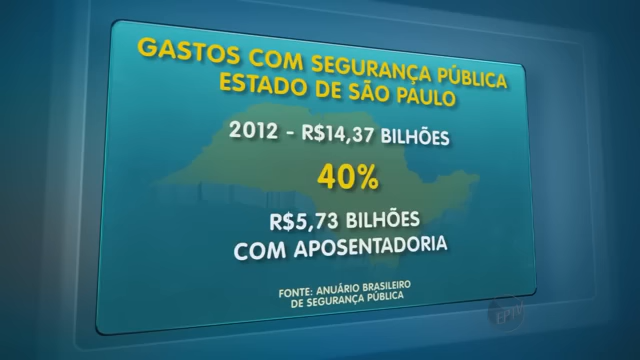 GASTOS COM SEGURANÇA PÚBLICA
ESTADO DE SÃO PAULO
2012 - R$14,37 BILHÕES
40%
R$5,73 BILHÕES
COM APOSENTADORIA
FONTE: ANUÁRIO BRASILEIRO
DE SEGURANÇA PÚBLICA
EPTV